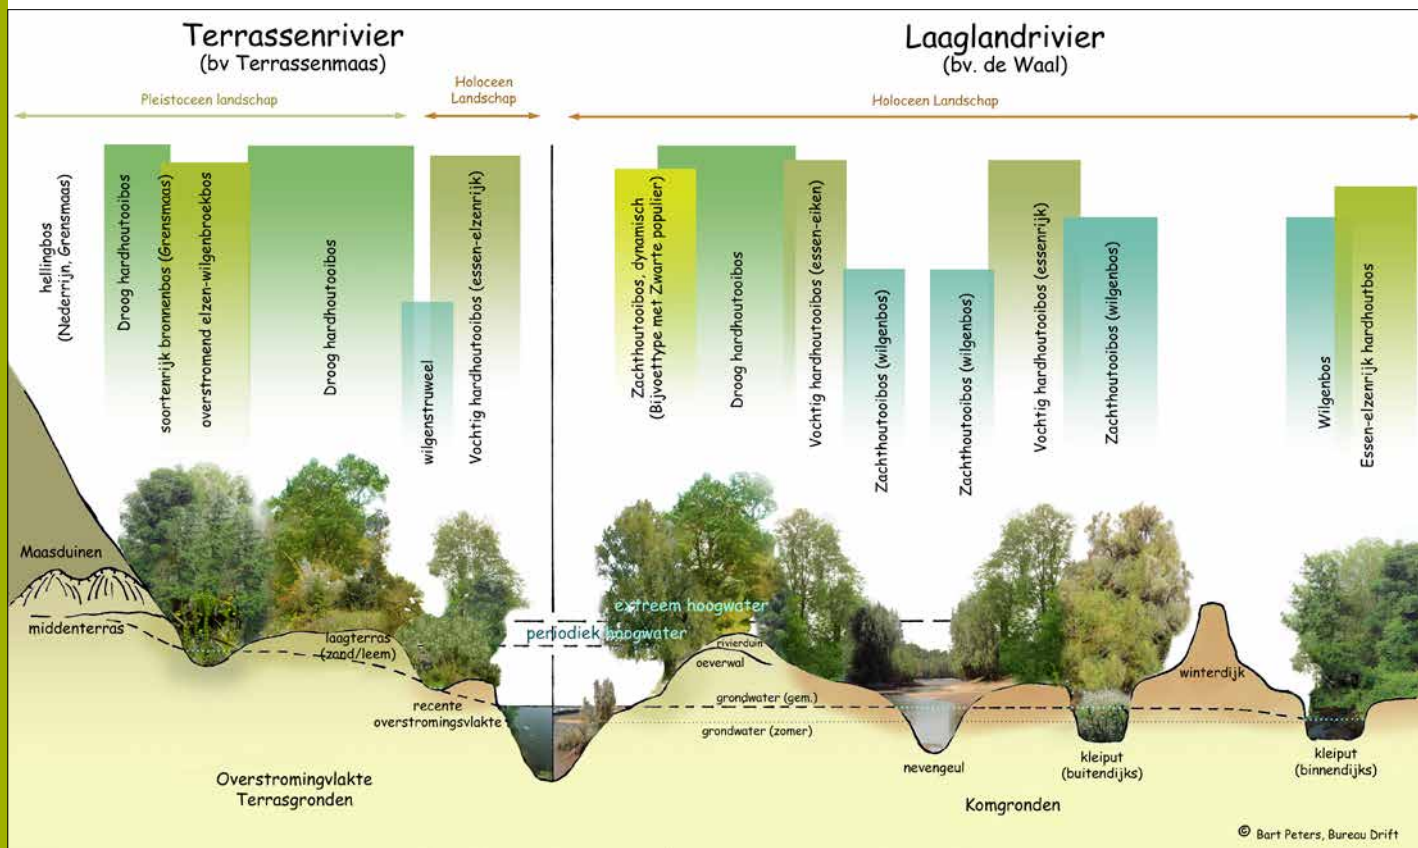 Terrassenrivier
(bv Terrassenmaas)
Laaglandrivier
(bv. de Waal)
Pleistoceen landschap
Holoceen
Landschap
Holoceen Landschap
hellingbos
(Nederrijn, Grensmaas)
Droog hardhoutooibos
soortenrijk bronnenbos (Grensmaas)
overstromend elzen-wilgenbroekbos
Droog hardhoutooibos
wilgenstruweel
Vochtig hardhoutooibos (essen-elzenrijk)
Zachthoutooibos, dynamisch
(Bijvoettype met Zwarte populier)
Droog hardhoutooibos
Vochtig hardhoutooibos (essen-eiken)
Zachthoutooibos (wilgenbos)
Zachthoutooibos (wilgenbos)
Vochtig hardhoutooibos (essenrijk)
Zachthoutooibos (wilgenbos)
Wilgenbos
Essen-elzenrijk hardhoutbos
Maasduinen
middenterras
laagterras
(zand/leem)
recente
overstromingsvlakte
extreem hoogwater
periodiek hoogwater
rivierduin
oeverwal
grondwater (gem.)
grondwater (zomer)
nevengeul
kleiput
(buitendijks)
winterdijk
kleiput
(binnendijks)
Overstromingvlakte
Terrasgronden
Komgronden
© Bart Peters, Bureau Drift